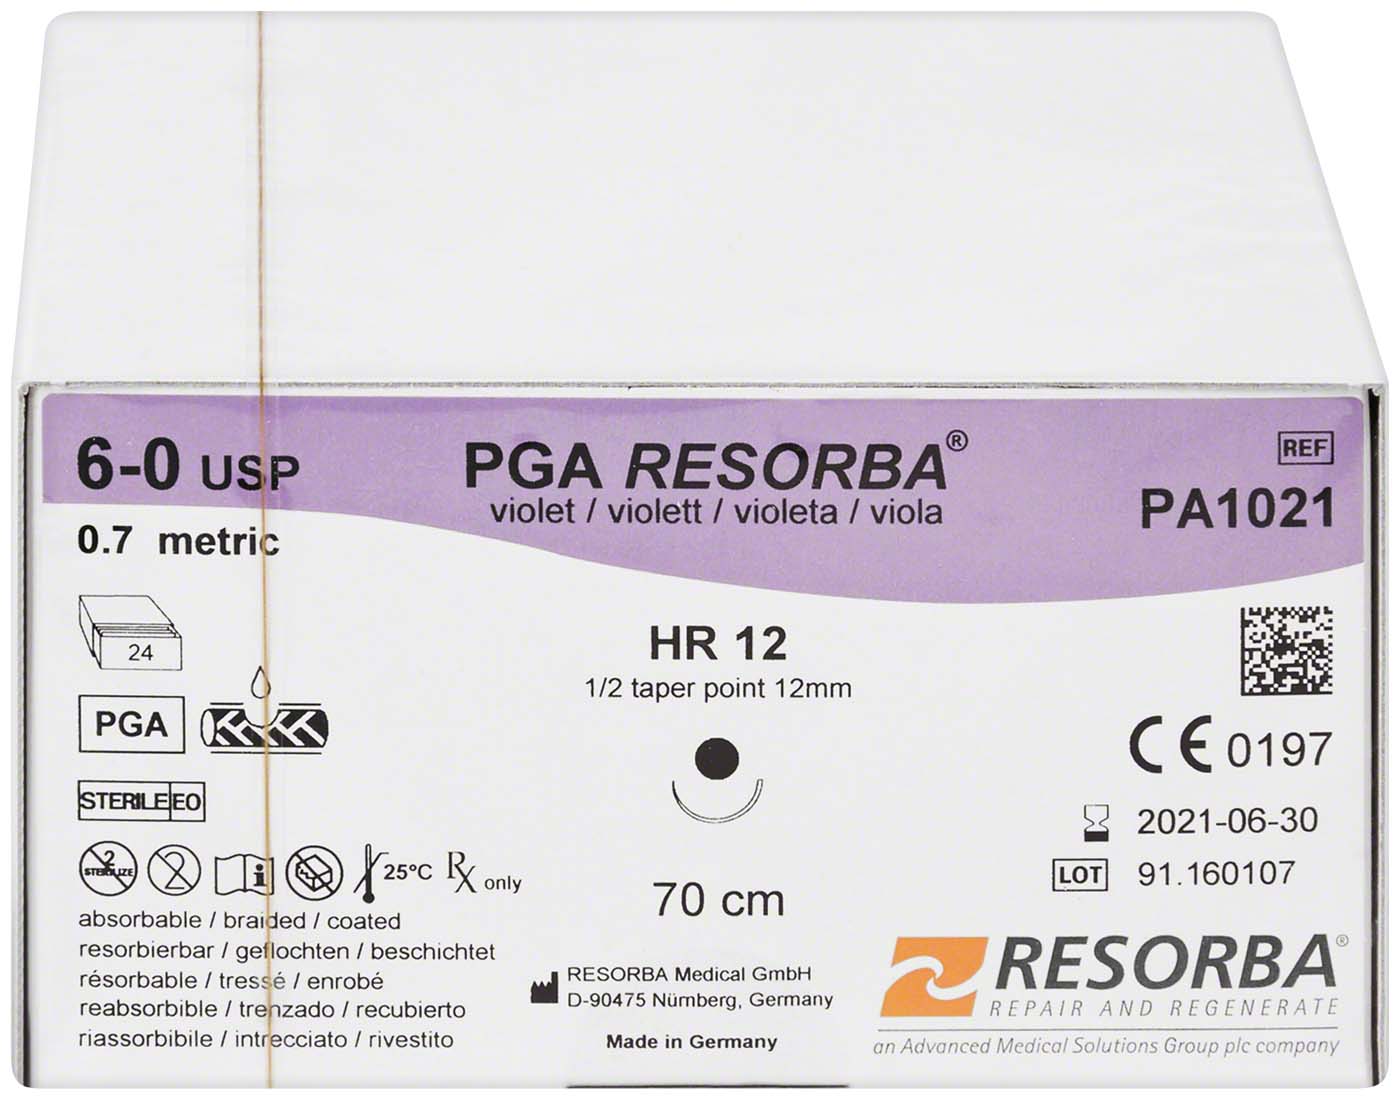 6-0 USP
0.7 metric
PGA RESORBA®
violet / violett / violeta / viola
REF
PA1021
24
PGA
STERILE EO
2
STERILIZE
2
i
25°C
Rx only
absorbable / braided / coated
resorbierbar / geflochten / beschichtet
résorbable / tressé / enrobé
reabsorbible / trenzado / recubierto
riassorbibile / intrecciato / rivestito
HR 12
1/2 taper point 12mm
70 cm
RESORBA Medical GmbH
D-90475 Nürnberg, Germany
Made in Germany
CE 0197
2021-06-30
LOT 91.160107
RESORBA®
REPAIR AND REGENERATE
an Advanced Medical Solutions Group plc company